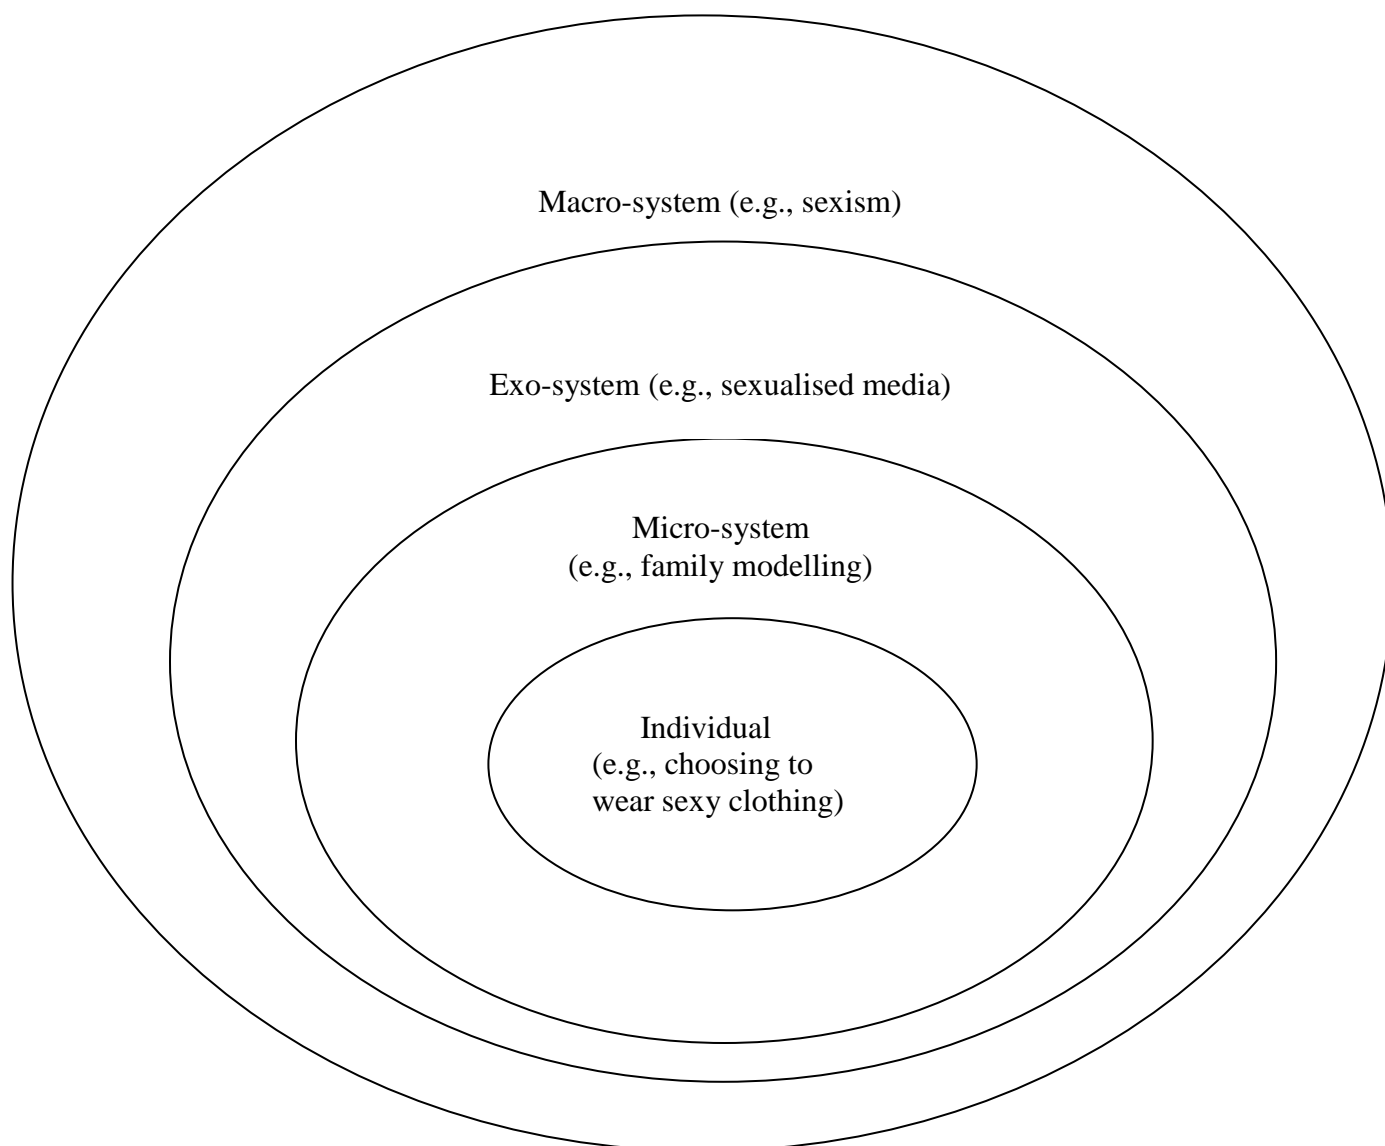 Macro-system (e.g., sexism)
Exo-system (e.g., sexualised media)
Micro-system
(e.g., family modelling)
Individual
(e.g., choosing to
wear sexy clothing)